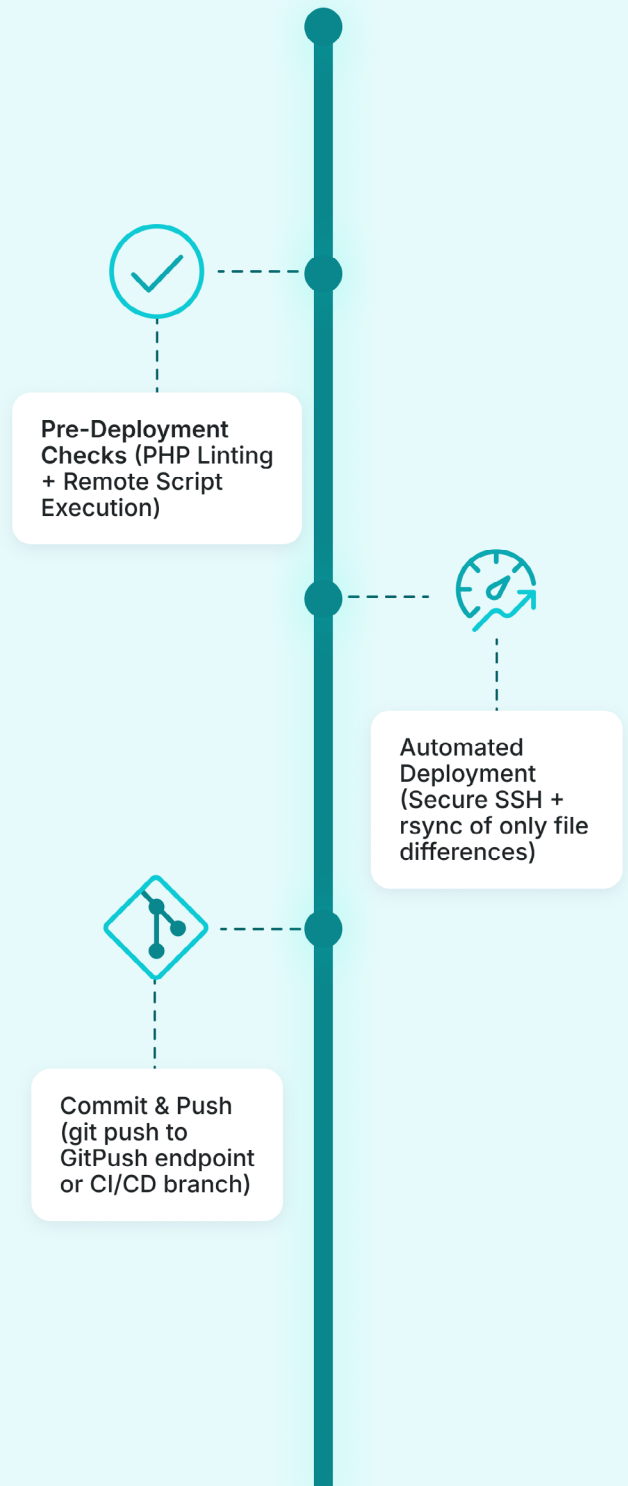 Pre-Deployment
Checks (PHP Linting
+ Remote Script
Execution)
Automated
Deployment
(Secure SSH +
rsync of only file
differences)
Commit & Push
(git push to
GitPush endpoint
or CI/CD branch)